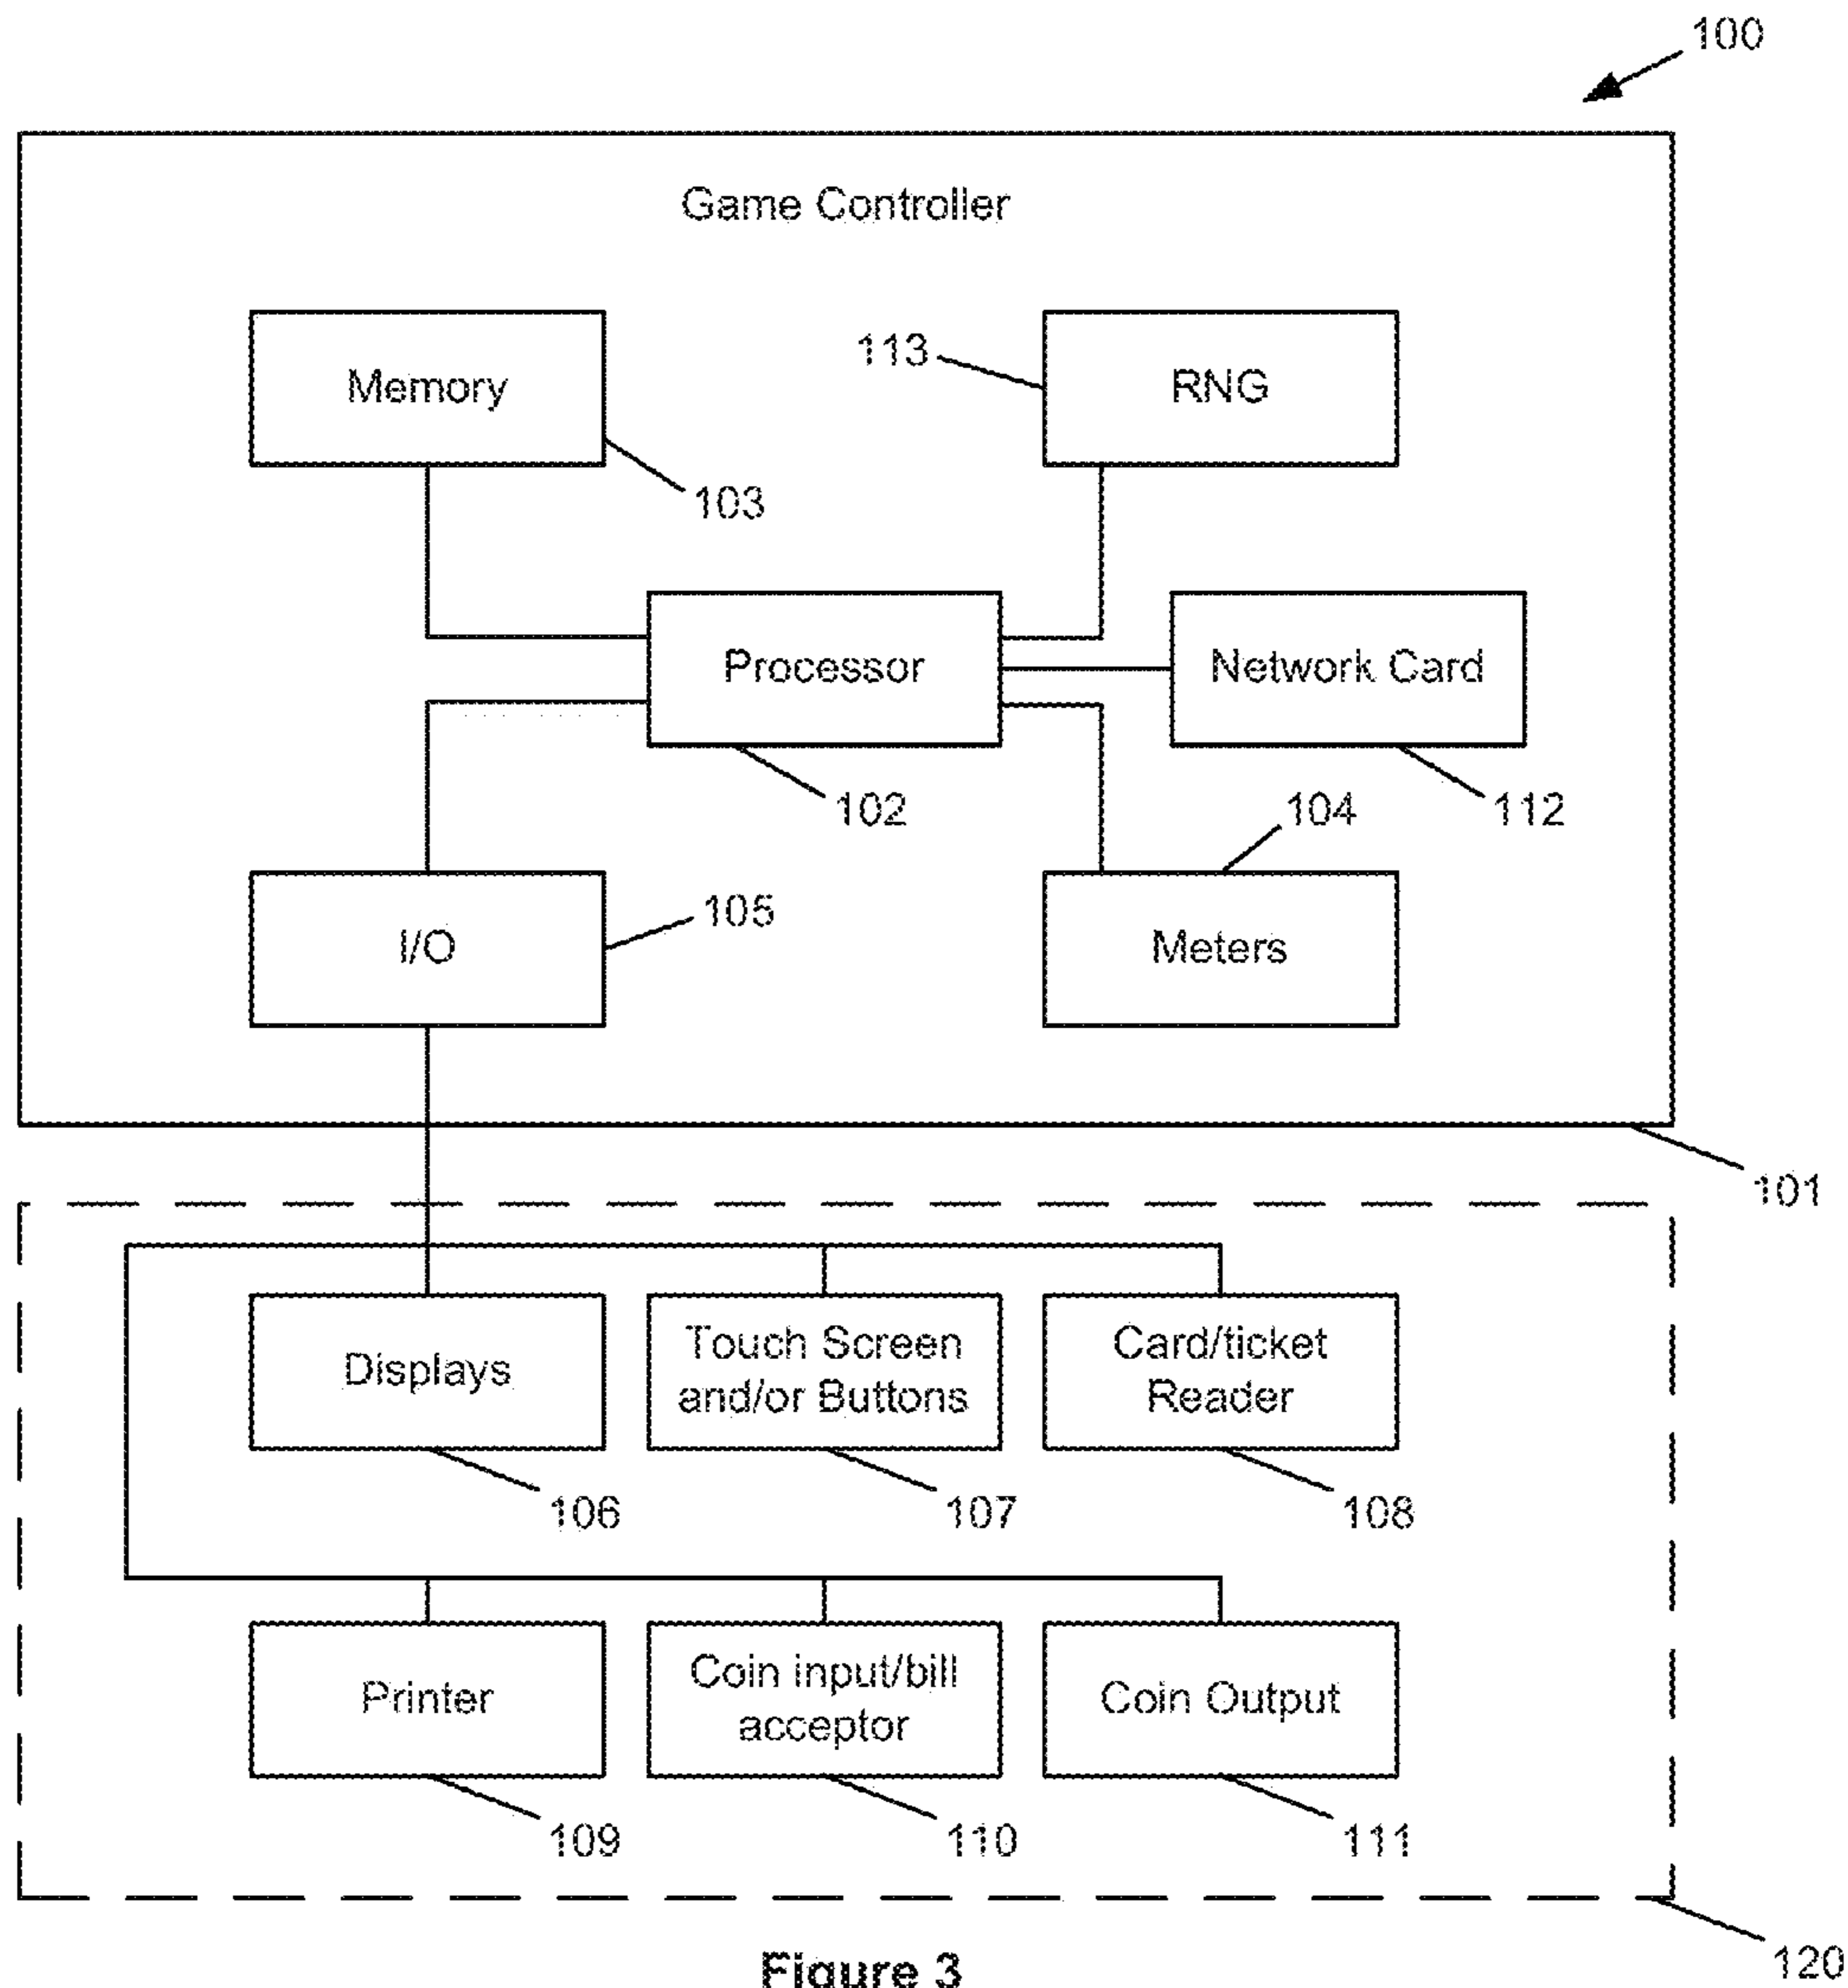 100
Game Controller
Memory
113
RNG
103
Processor
Network Card
102
104
112
I/O
105
Meters
101
Displays
Touch Screen
and/or Buttons
Card/ticket
Reader
106
107
108
Printer
Coin input/bill
acceptor
Coin Output
109
110
111
120
Figure 3